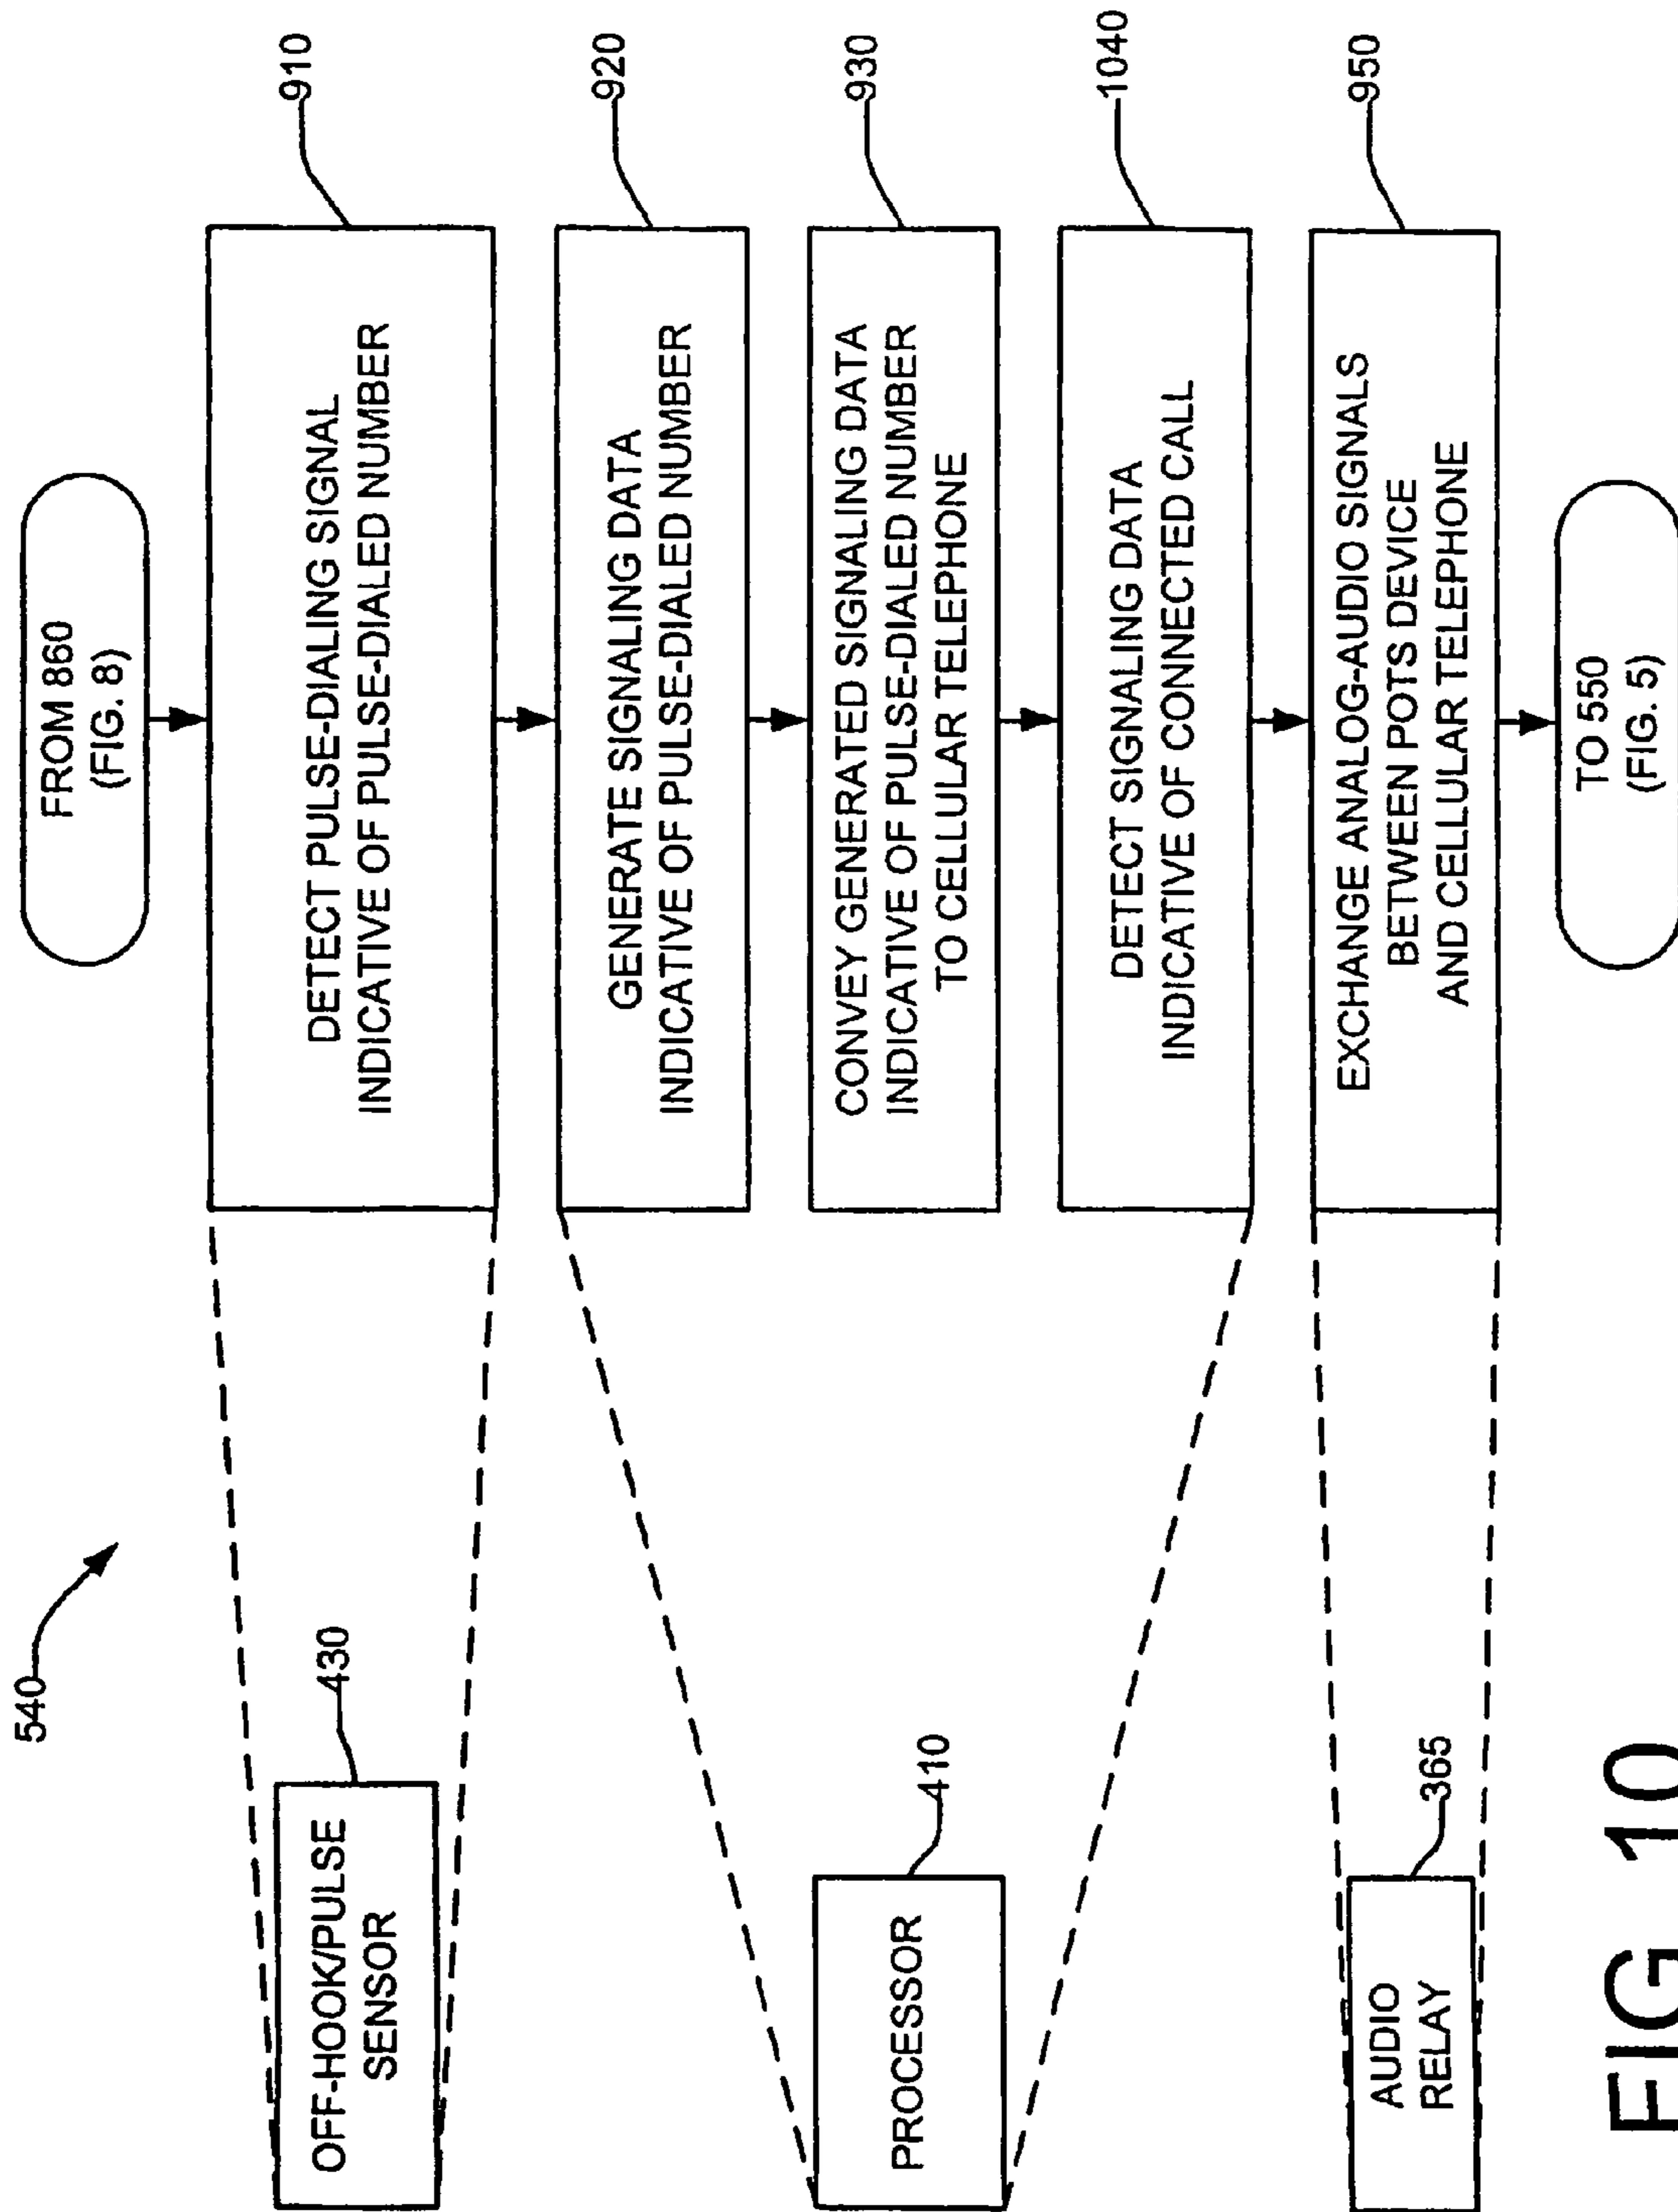 540
FROM 860
(FIG. 8)
OFF-HOOK/PULSE
SENSOR
430
DETECT PULSE-DIALING SIGNAL
INDICATIVE OF PULSE-DIALED NUMBER
910
GENERATE SIGNALING DATA
INDICATIVE OF PULSE-DIALED NUMBER
920
PROCESSOR
410
CONVEY GENERATED SIGNALING DATA
INDICATIVE OF PULSE-DIALED NUMBER
TO CELLULAR TELEPHONE
930
DETECT SIGNALING DATA
INDICATIVE OF CONNECTED CALL
1040
AUDIO
RELAY
365
EXCHANGE ANALOG-AUDIO SIGNALS
BETWEEN POTS DEVICE
AND CELLULAR TELEPHONE
950
TO 550
(FIG. 5)
FIG 10